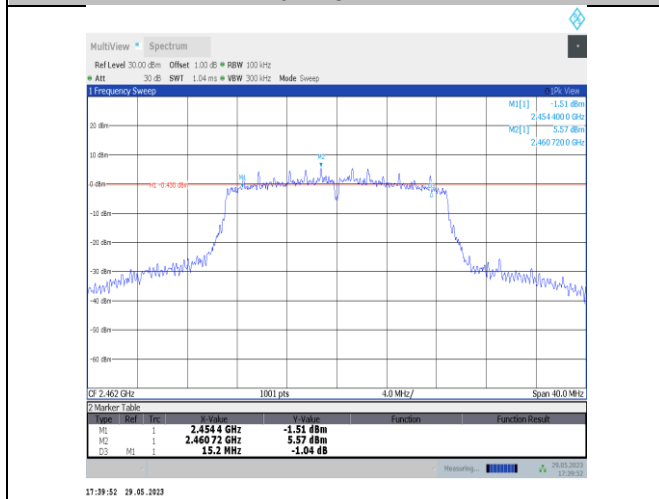 MultiView Spectrum
Ref Level 30.00 dBm Offset 1.00 dB RBW 100 kHz
Att 30 dB SWT 1.04 ms VBW 300 kHz Mode Sweep
1 Frequency Sweep 1Pk View
M1[1] -1.51 dBm
2.454 400 0 GHz
M2[1] 5.57 dBm
2.460 720 0 GHz
20 dBm
10 dBm
M2
0 dBm
H1 -0.430 dBm
M1
-10 dBm
-20 dBm
-30 dBm
-40 dBm
-50 dBm
-60 dBm
CF 2.462 GHz 1001 pts 4.0 MHz/ Span 40.0 MHz
2 Marker Table
Type Ref Trc X-Value Y-Value Function Function Result
M1 1 2.454 4 GHz -1.51 dBm
M2 1 2.460 72 GHz 5.57 dBm
D3 M1 1 15.2 MHz -1.04 dB
Measuring... 29.05.2023
17:39:52
17:39:52 29.05.2023